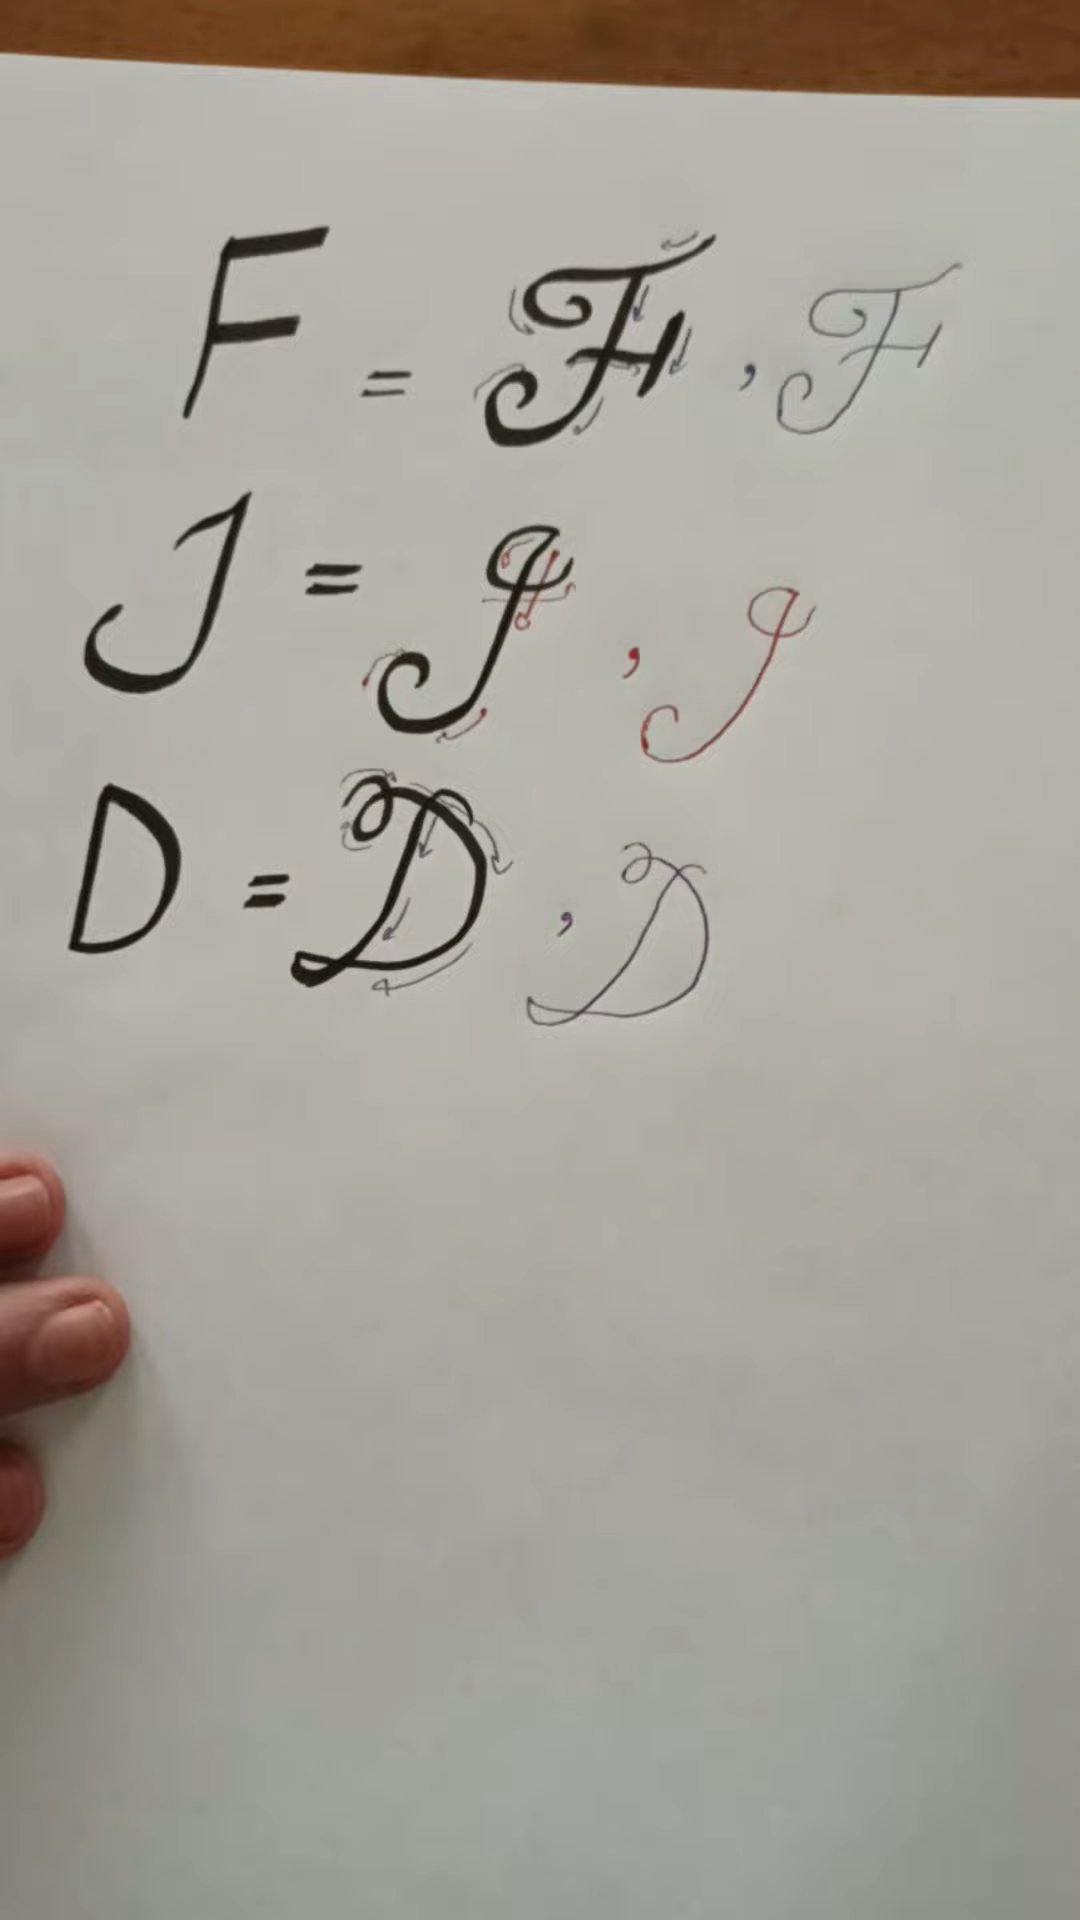 F = F, F
J = J, J
D = D, D